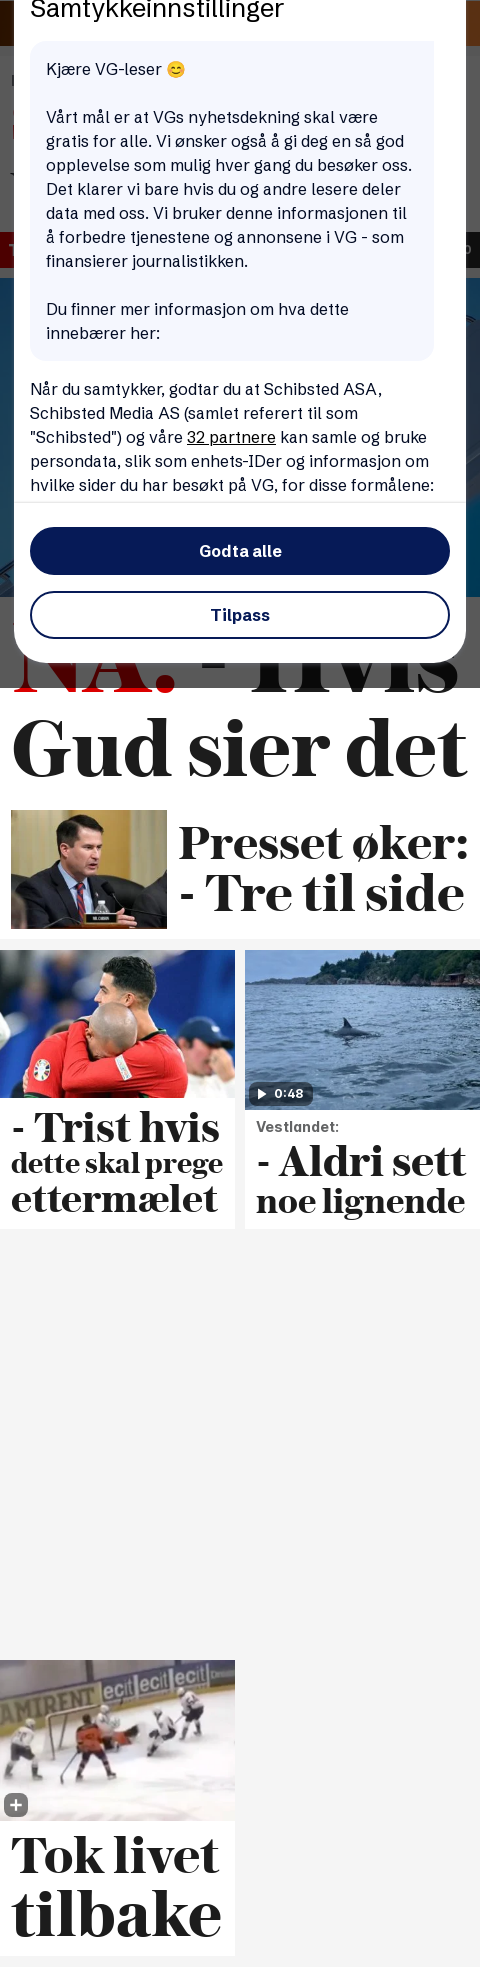 Samtykkeinnstillinger
Kjære VG-leser 😊
Vårt mål er at VGs nyhetsdekning skal være
gratis for alle. Vi ønsker også å gi deg en så god
opplevelse som mulig hver gang du besøker oss.
Det klarer vi bare hvis du og andre lesere deler
data med oss. Vi bruker denne informasjonen til
å forbedre tjenestene og annonsene i VG - som
finansierer journalistikken.
Du finner mer informasjon om hva dette
innebærer her:
Når du samtykker, godtar du at Schibsted ASA,
Schibsted Media AS (samlet referert til som
"Schibsted") og våre 32 partnere kan samle og bruke
persondata, slik som enhets-IDer og informasjon om
hvilke sider du har besøkt på VG, for disse formålene:
Godta alle
Tilpass
NÅ: - Hvis
Gud sier det
Presset øker:
- Tre til side
- Trist hvis
dette skal prege
ettermælet
0:48
Vestlandet:
- Aldri sett
noe lignende
AMIRENT ecit ecit ecit
Tok livet
tilbake